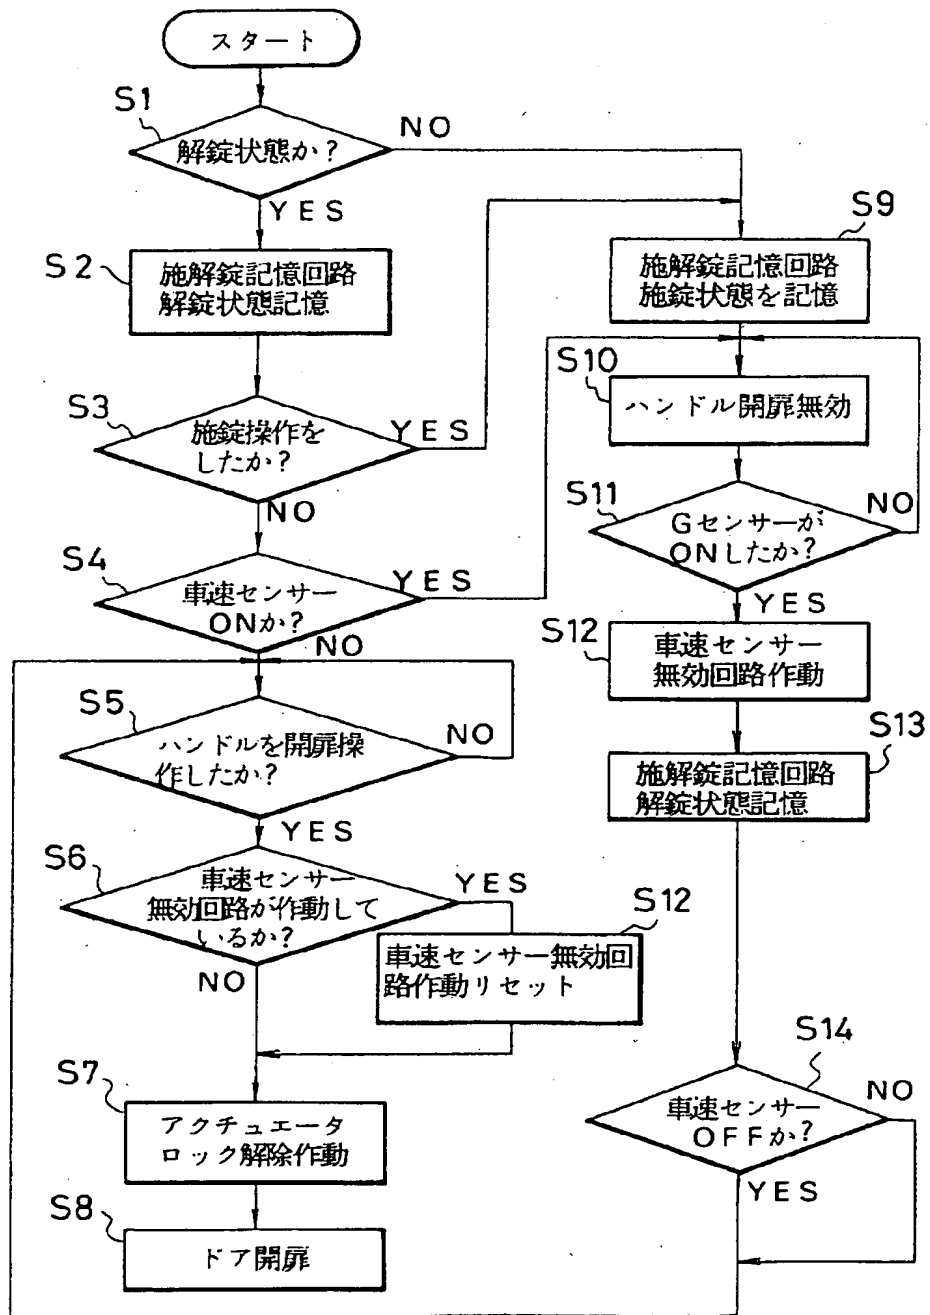 スタート
S1
解錠状態か?
NO
YES
S2
施解錠記憶回路
解錠状態記憶
S3
施錠操作を
したか?
YES
NO
S4
車速センサー
ONか?
YES
NO
S5
ハンドルを開扉操
作したか?
NO
YES
S6
車速センサー
無効回路が作動して
いるか?
YES
NO
S12
車速センサー無効回
路作動リセット
S7
アクチュエータ
ロック解除作動
S8
ドア開扉
S9
施解錠記憶回路
施錠状態を記憶
S10
ハンドル開扉無効
S11
Gセンサーが
ONしたか?
NO
YES
S12
車速センサー
無効回路作動
S13
施解錠記憶回路
解錠状態記憶
S14
車速センサー
OFFか?
NO
YES